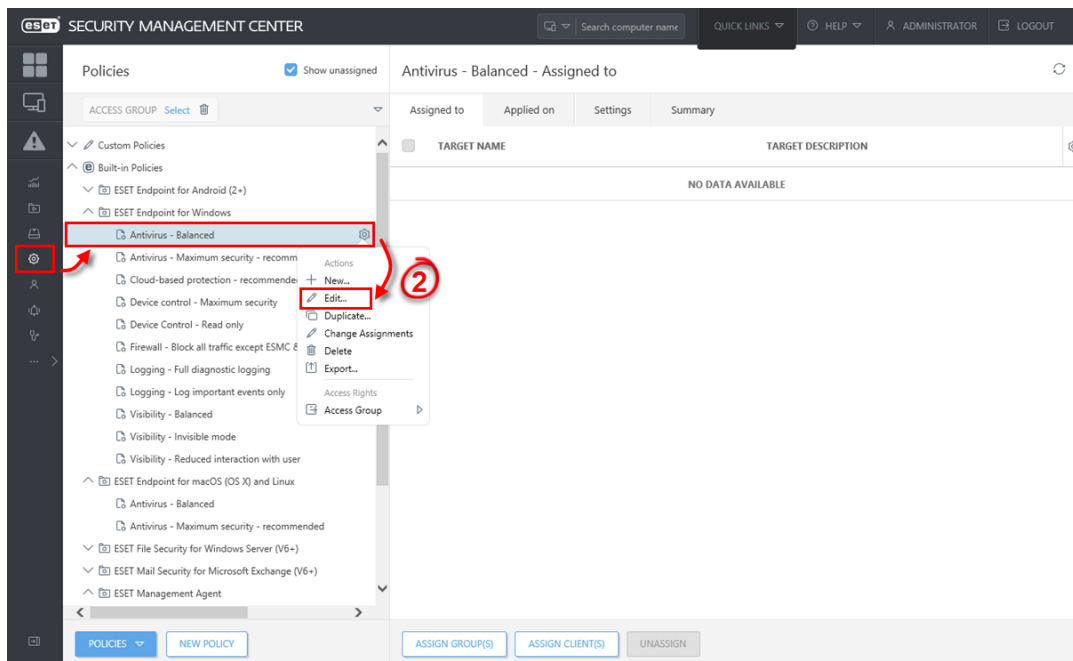 eset SECURITY MANAGEMENT CENTER
Search computer name
QUICK LINKS
HELP
ADMINISTRATOR
LOGOUT
Policies
Show unassigned
ACCESS GROUP Select
Custom Policies
Built-in Policies
ESET Endpoint for Android (2+)
ESET Endpoint for Windows
Antivirus - Balanced
Antivirus - Maximum security - recomm
Cloud-based protection - recommende
Device control - Maximum security
Device Control - Read only
Firewall - Block all traffic except ESMC &
Logging - Full diagnostic logging
Logging - Log important events only
Visibility - Balanced
Visibility - Invisible mode
Visibility - Reduced interaction with user
ESET Endpoint for macOS (OS X) and Linux
Antivirus - Balanced
Antivirus - Maximum security - recommended
ESET File Security for Windows Server (V6+)
ESET Mail Security for Microsoft Exchange (V6+)
ESET Management Agent
POLICIES
NEW POLICY
Actions
New...
Edit...
Duplicate...
Change Assignments
Delete
Export...
Access Rights
Access Group
2
Antivirus - Balanced - Assigned to
Assigned to
Applied on
Settings
Summary
TARGET NAME
TARGET DESCRIPTION
NO DATA AVAILABLE
ASSIGN GROUP(S)
ASSIGN CLIENT(S)
UNASSIGN